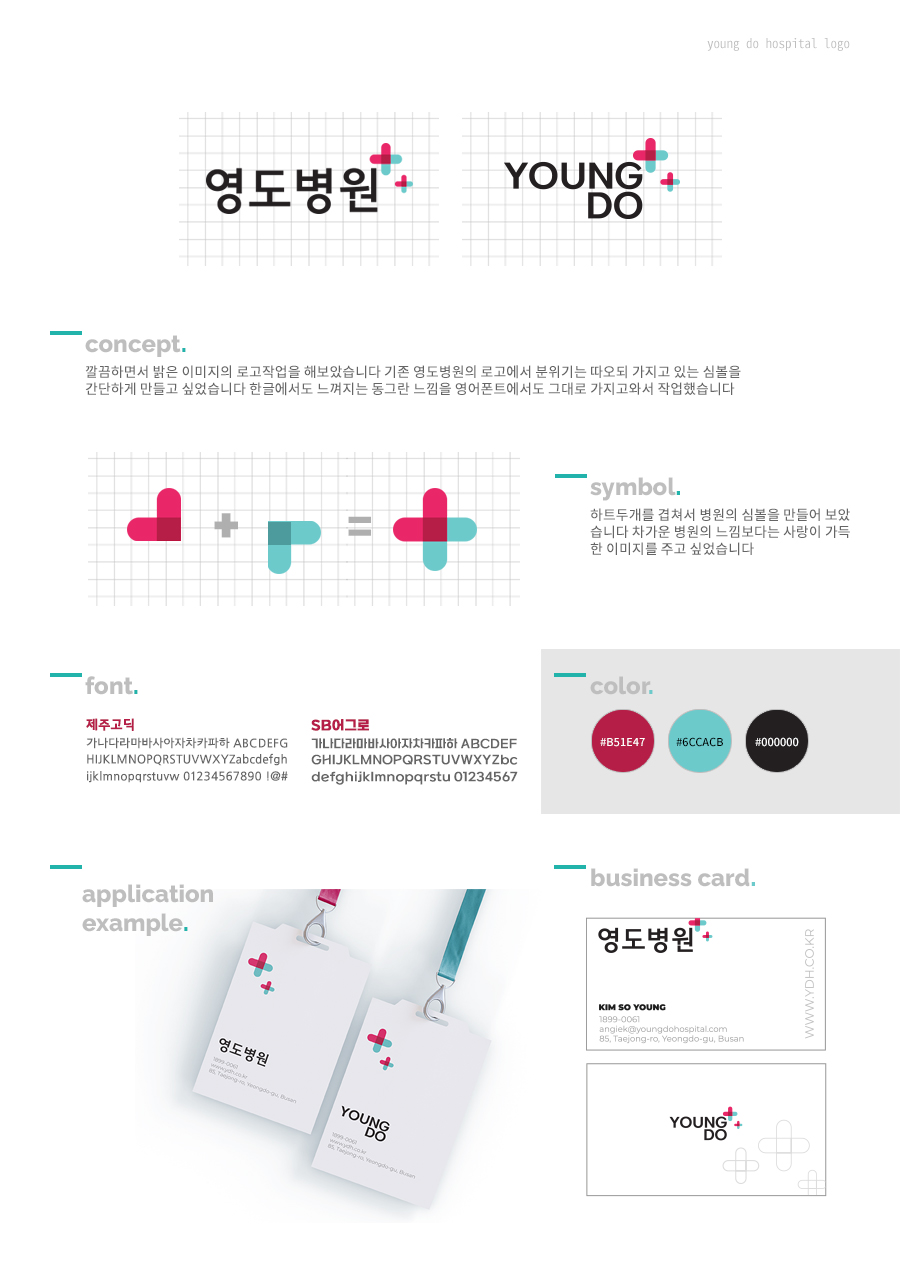 young do hospital logo
영도병원
YOUNG
DO
concept.
깔끔하면서 밝은 이미지의 로고작업을 해보았습니다 기존 영도병원의 로고에서 분위기는 따오되 가지고 있는 심볼을
간단하게 만들고 싶었습니다 한글에서도 느껴지는 동그란 느낌을 영어폰트에서도 그대로 가지고와서 작업했습니다
symbol.
하트두개를 겹쳐서 병원의 심볼을 만들어 보았
습니다 차가운 병원의 느낌보다는 사랑이 가득
한 이미지를 주고 싶었습니다
font.
제주고딕
가나다라마바사아자차카파하 ABCDEFG
HIJKLMNOPQRSTUVWXYZabcdefgh
ijklmnopqrstuvw 01234567890 !@#
SB어그로
가나다라마바사아자차카파하 ABCDEF
GHIJKLMNOPQRSTUVWXYZbc
defghijklmnopqrstu 01234567
color.
#B51E47
#6CCACB
#000000
application
example.
영도병원
1899-0061
www.ydh.co.kr
85, Taejong-ro, Yeongdo-gu, Busan
YOUNG
DO
1899-0061
www.ydh.co.kr
85, Taejong-ro, Yeongdo-gu, Busan
business card.
영도병원
WWW.YDH.CO.KR
KIM SO YOUNG
1899-0061
angiek@youngdohospital.com
85, Taejong-ro, Yeongdo-gu, Busan
YOUNG
DO